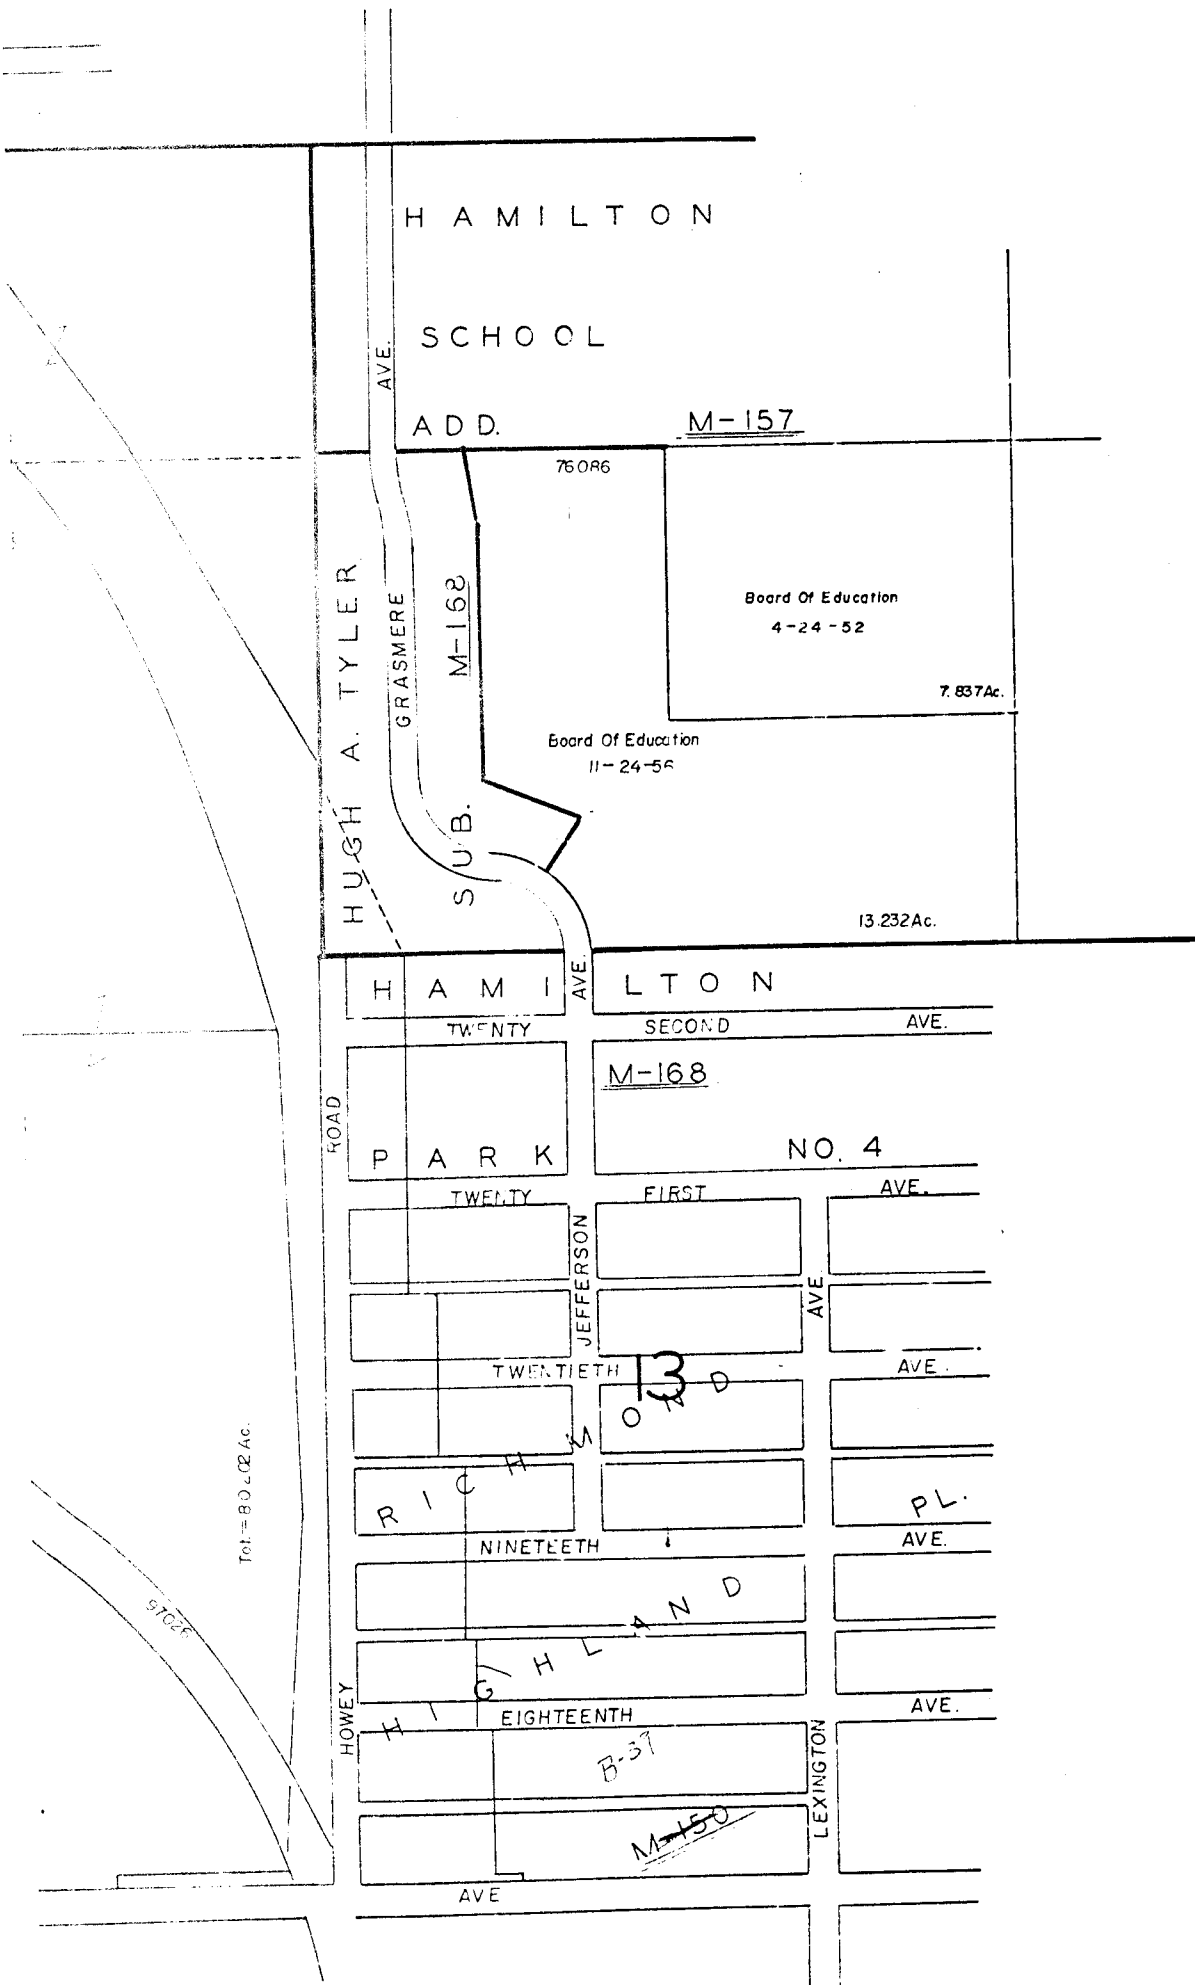 HAMILTON
SCHOOL
AVE.
ADD.
M-157
76086
HUGH A. TYLER
SUB.
GRASMERE
M-168
Board Of Education
4-24-52
7.837Ac.
Board Of Education
11-24-56
13.232Ac.
HAMILTON
AVE.
TWENTY SECOND AVE.
M-168
ROAD
PARK NO. 4
TWENTY FIRST AVE.
JEFFERSON
AVE.
13
TWENTIETH AVE.
RICHMOND
PL.
NINETEETH AVE.
97026
HIGHLAND
HOWEY
EIGHTEENTH AVE.
B-37
LEXINGTON
M-150
AVE